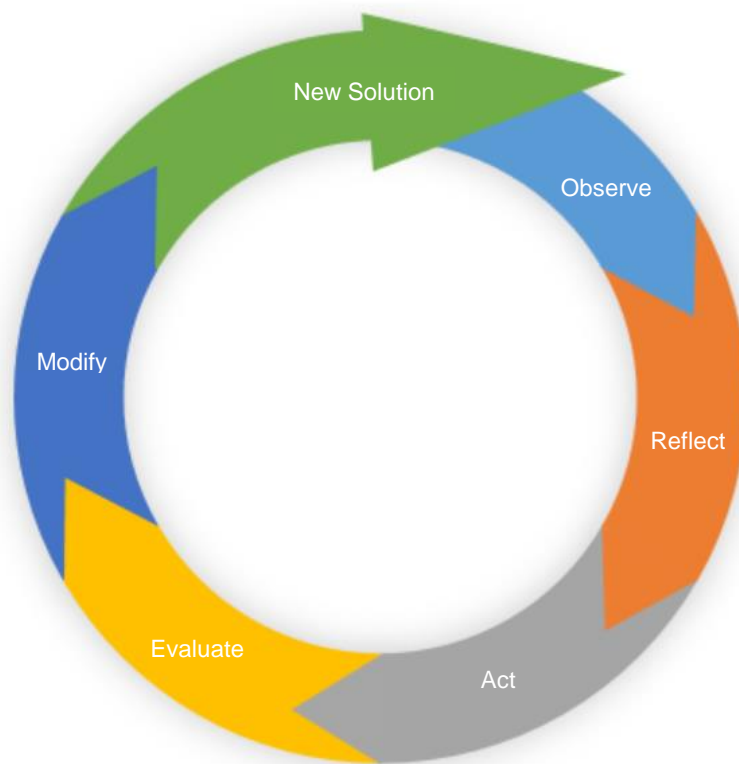 New Solution
Observe
Reflect
Act
Evaluate
Modify